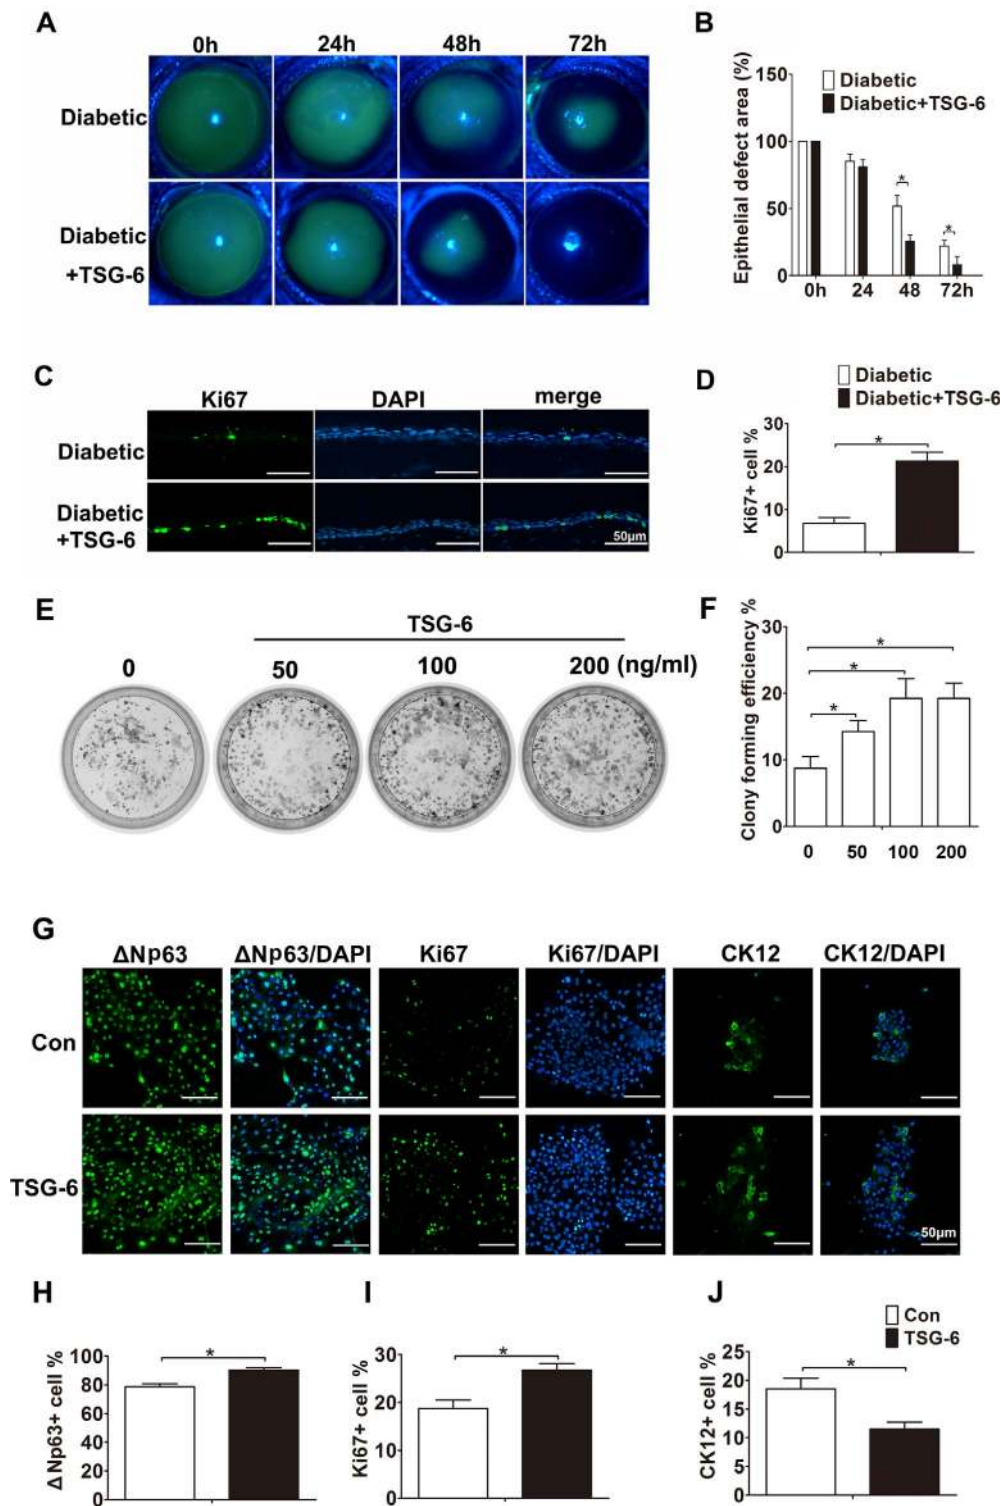 A
0h 24h 48h 72h
Diabetic
Diabetic
+TSG-6
B
Epithelial defect area (%)
150
100
50
0
Diabetic
Diabetic+TSG-6
* *
0h 24 48 72h
C
Ki67 DAPI merge
Diabetic
Diabetic
+TSG-6
50μm
D
Diabetic
Diabetic+TSG-6
Ki67+ cell %
30
20
10
0
*
E
TSG-6
0 50 100 200 (ng/ml)
F
Clony forming efficiency %
30
20
10
0
*
*
*
0 50 100 200
G
ΔNp63 ΔNp63/DAPI Ki67 Ki67/DAPI CK12 CK12/DAPI
Con
TSG-6
50μm
H
ΔNp63+ cell %
100
80
60
40
20
0
*
I
Ki67+ cell %
30
20
10
0
*
J
Con
TSG-6
CK12+ cell %
25
20
15
10
5
0
*